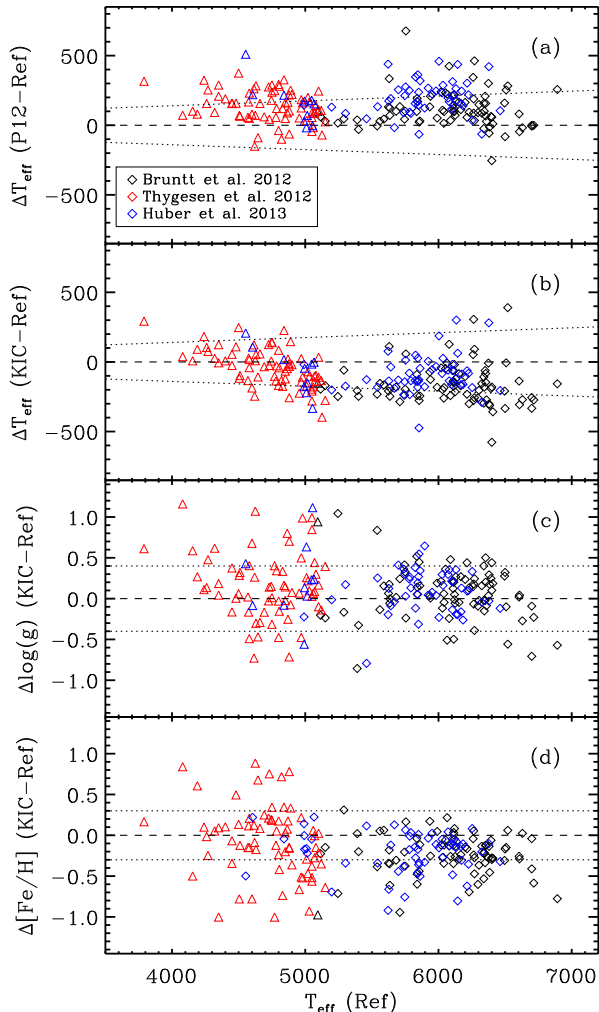 (a)
500
0
−500
ΔTeff (P12−Ref)
Bruntt et al. 2012
Thygesen et al. 2012
Huber et al. 2013
(b)
500
0
−500
ΔTeff (KIC−Ref)
(c)
1.0
0.5
0.0
−0.5
−1.0
Δlog(g) (KIC−Ref)
(d)
1.0
0.5
0.0
−0.5
−1.0
Δ[Fe/H] (KIC−Ref)
4000 5000 6000 7000
Teff (Ref)